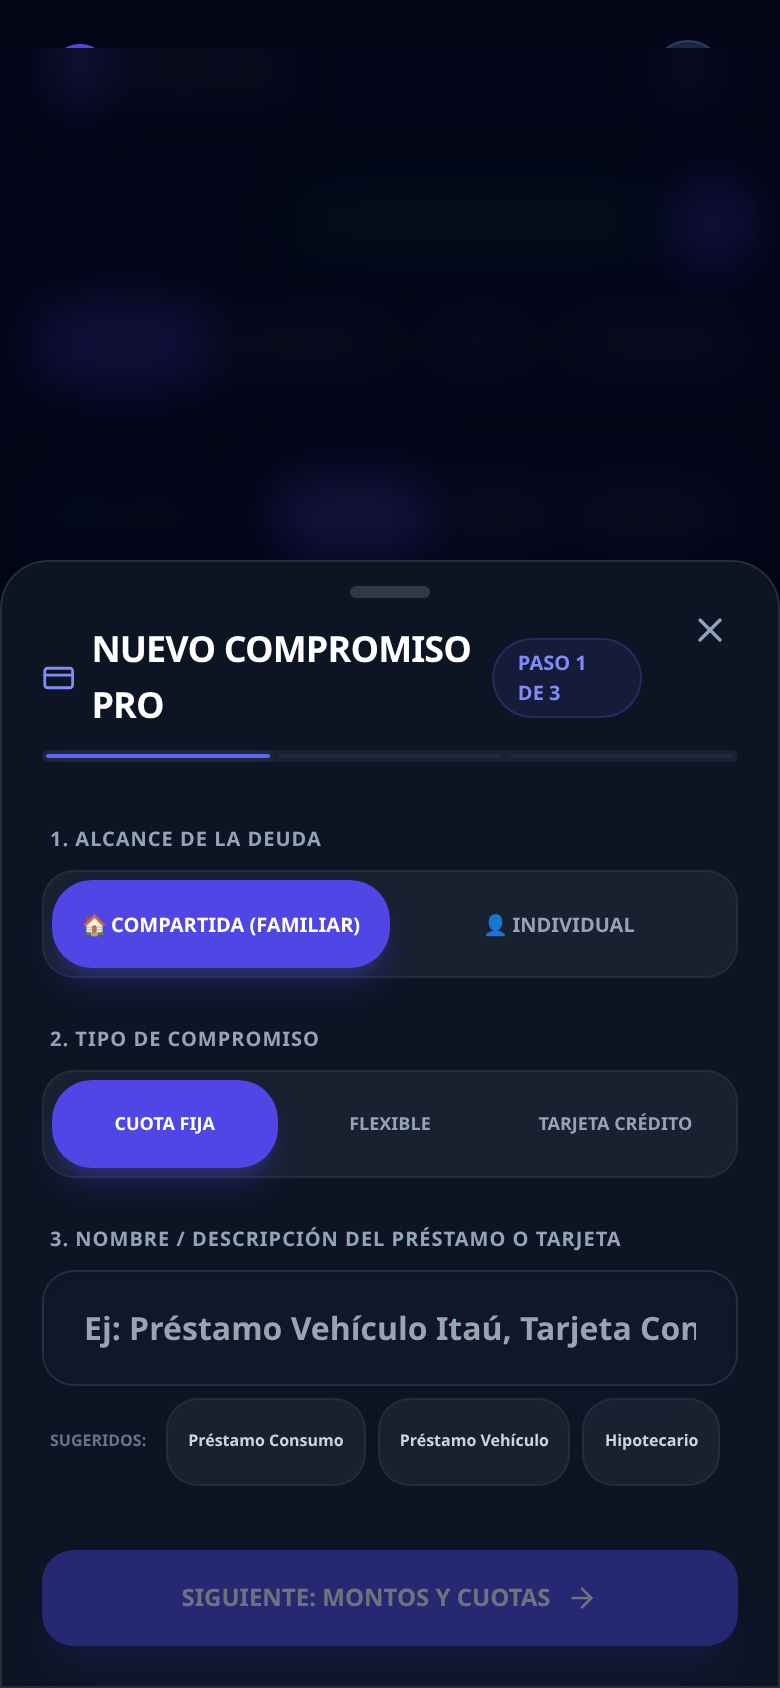 NUEVO COMPROMISO
PRO
PASO 1
DE 3
1. ALCANCE DE LA DEUDA
🏠 COMPARTIDA (FAMILIAR)
👤 INDIVIDUAL
2. TIPO DE COMPROMISO
CUOTA FIJA
FLEXIBLE
TARJETA CRÉDITO
3. NOMBRE / DESCRIPCIÓN DEL PRÉSTAMO O TARJETA
Ej: Préstamo Vehículo Itaú, Tarjeta Con
SUGERIDOS:
Préstamo Consumo
Préstamo Vehículo
Hipotecario
SIGUIENTE: MONTOS Y CUOTAS →